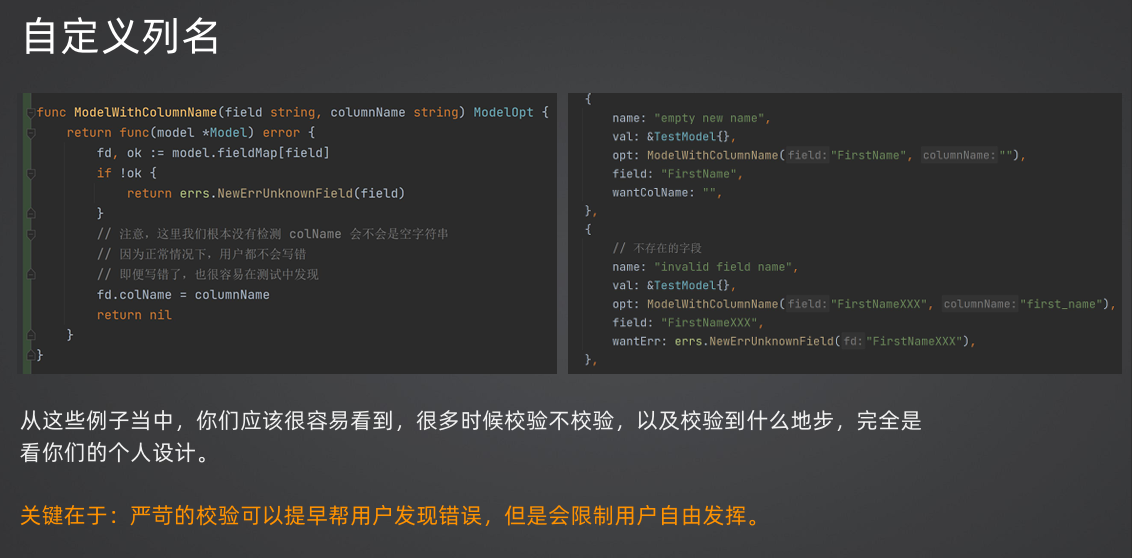 自定义列名
func ModelWithColumnName(field string, columnName string) ModelOpt {
return func(model *Model) error {
fd, ok := model.fieldMap[field]
if !ok {
return errs.NewErrUnknownField(field)
}
// 注意，这里我们根本没有检测 colName 会不会是空字符串
// 因为正常情况下，用户都不会写错
// 即便写错了，也很容易在测试中发现
fd.colName = columnName
return nil
}
}
{
name: "empty new name",
val: &TestModel{},
opt: ModelWithColumnName( field: "FirstName", columnName: ""),
field: "FirstName",
wantColName: "",
},
{
// 不存在的字段
name: "invalid field name",
val: &TestModel{},
opt: ModelWithColumnName( field: "FirstNameXXX", columnName: "first_name"),
field: "FirstNameXXX",
wantErr: errs.NewErrUnknownField( fd: "FirstNameXXX"),
},
从这些例子当中，你们应该很容易看到，很多时候校验不校验，以及校验到什么地步，完全是
看你们的个人设计。
关键在于：严苛的校验可以提早帮用户发现错误，但是会限制用户自由发挥。